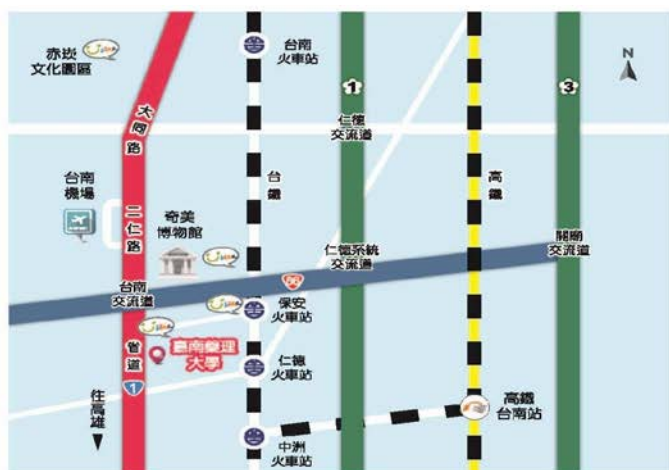 赤崁
文化園區
台南
火車站
N
1
3
大同路
仁德
交流道
台南
機場
二仁路
奇美
博物館
台鐵
高鐵
仁德系統
交流道
關廟
交流道
台南
交流道
86
保安
火車站
省道
臺南護理
大學
仁德
火車站
1
往高雄
高鐵
台南站
中洲
火車站